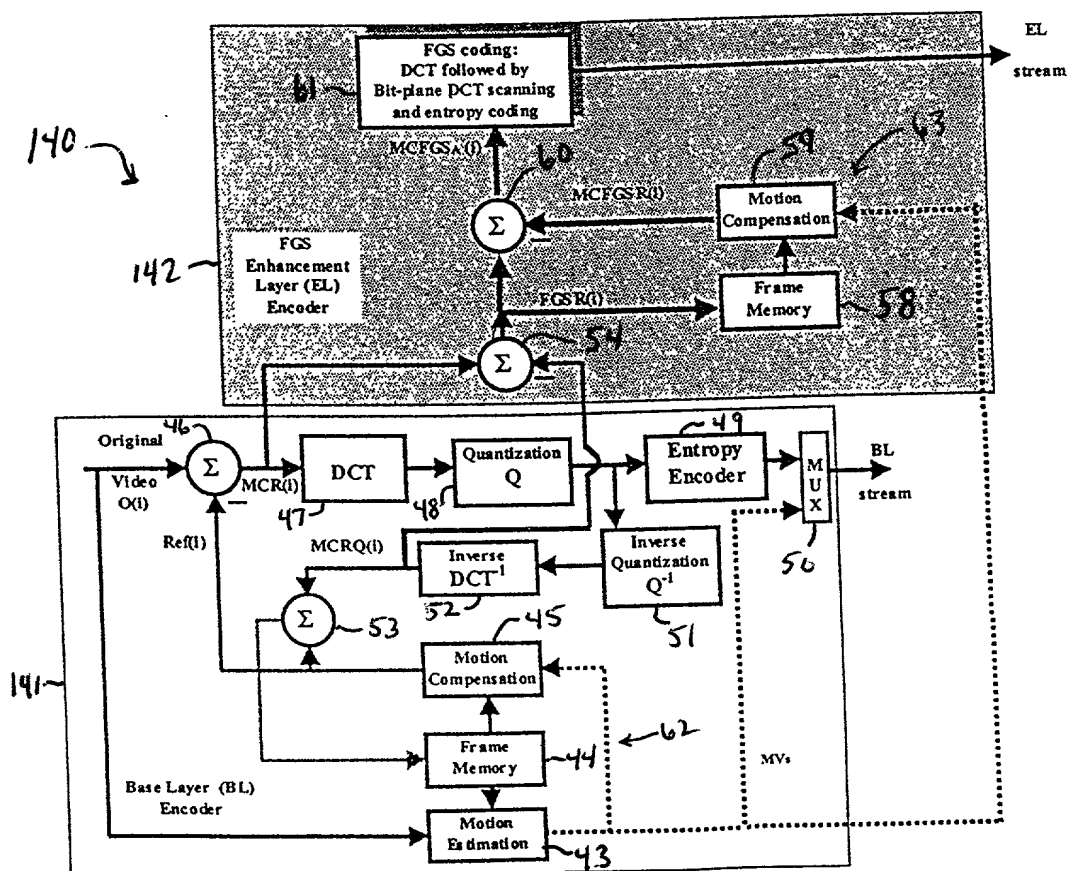 EL
stream
FGS coding:
DCT followed by
Bit-plane DCT scanning
and entropy coding
61
140
MCFGSA(i)
60
59
63
MCFGSR(i)
Motion
Compensation
FGS
Enhancement
Layer (EL)
Encoder
142
FGSR(i)
Frame
Memory
58
Σ
54
Σ
Original
46
Video
O(i)
Σ
MCR(i)
DCT
47
Quantization
Q
48
49
Entropy
Encoder
MUX
BL
stream
50
Ref(i)
MCRQ(i)
Inverse
DCT-1
52
Inverse
Quantization
Q-1
51
Σ
53
45
Motion
Compensation
141
62
Frame
Memory
44
MVs
Base Layer (BL)
Encoder
Motion
Estimation
43